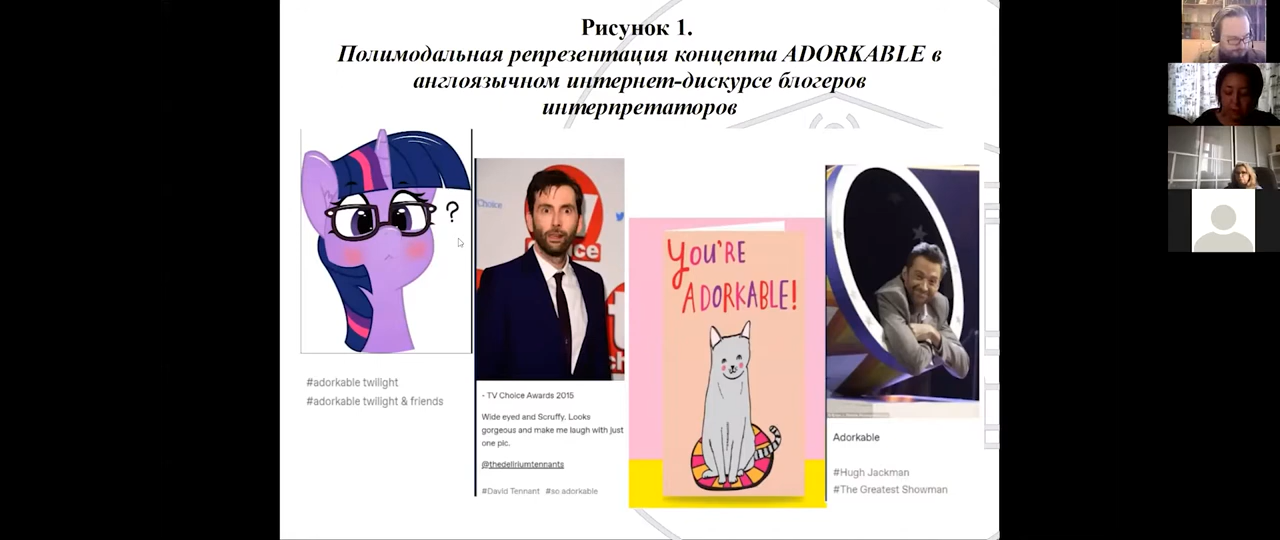 Рисунок 1.
Полимодальная репрезентация концепта ADORKABLE в
англоязычном интернет-дискурсе блогеров
интерпретаторов
?
#adorkable twilight
#adorkable twilight & friends
Choice
- TV Choice Awards 2015
Wide eyed and Scruffy. Looks
gorgeous and make me laugh with just
one pic.
@thedeliriumtennants
#David Tennant #so adorkable
YOU'RE
ADORKABLE!
Adorkable
#Hugh Jackman
#The Greatest Showman